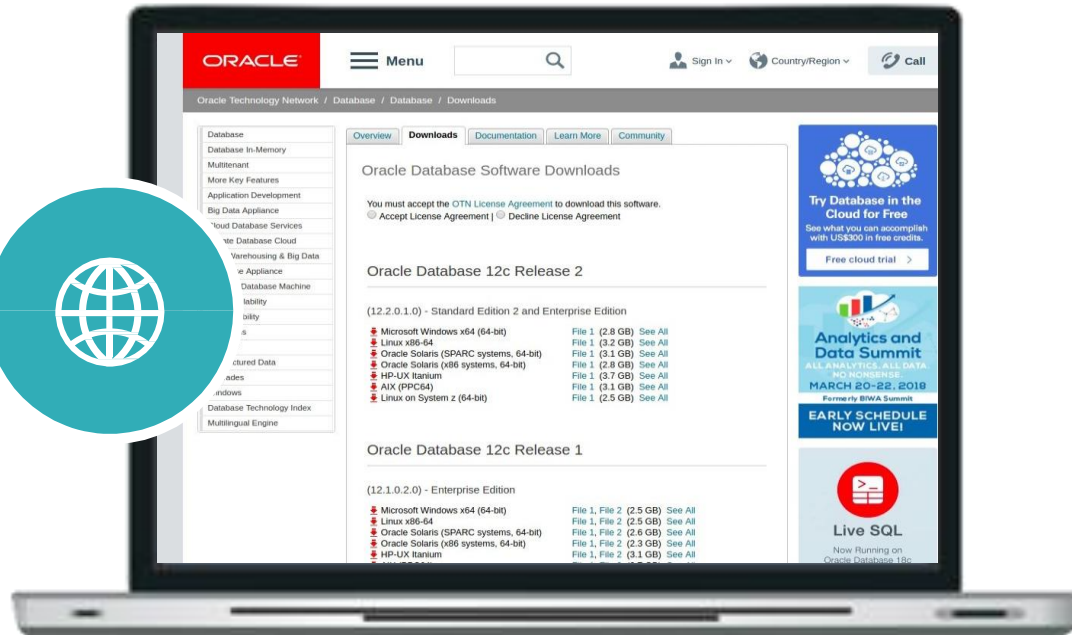 ORACLE
Menu
Sign In
Country/Region
Call
Oracle Technology Network / Database / Database / Downloads
Database
Database In-Memory
Multitenant
More Key Features
Application Development
Big Data Appliance
Cloud Database Services
Database Cloud
Warehousing & Big Data
Appliance
Database Machine
Data
Database Technology Index
Multilingual Engine
Overview Downloads Documentation Learn More Community
Oracle Database Software Downloads
You must accept the OTN License Agreement to download this software.
Accept License Agreement | Decline License Agreement
Oracle Database 12c Release 2
(12.2.0.1.0) - Standard Edition 2 and Enterprise Edition
Microsoft Windows x64 (64-bit) File 1 (2.8 GB) See All
Linux x86-64 File 1 (3.2 GB) See All
Oracle Solaris (SPARC systems, 64-bit) File 1 (3.1 GB) See All
Oracle Solaris (x86 systems, 64-bit) File 1 (2.8 GB) See All
HP-UX Itanium File 1 (3.7 GB) See All
AIX (PPC64) File 1 (3.1 GB) See All
Linux on System z (64-bit) File 1 (2.5 GB) See All
Oracle Database 12c Release 1
(12.1.0.2.0) - Enterprise Edition
Microsoft Windows x64 (64-bit) File 1, File 2 (2.5 GB) See All
Linux x86-64 File 1, File 2 (2.5 GB) See All
Oracle Solaris (SPARC systems, 64-bit) File 1, File 2 (2.6 GB) See All
Oracle Solaris (x86 systems, 64-bit) File 1, File 2 (2.3 GB) See All
HP-UX Itanium File 1, File 2 (3.1 GB) See All
Try Database in the
Cloud for Free
See what you can accomplish
with US$300 in free credits.
Free cloud trial >
Analytics and
Data Summit
ALL ANALYTICS. ALL DATA.
NO NONSENSE.
MARCH 20-22, 2018
Formerly BIWA Summit
EARLY SCHEDULE
NOW LIVE!
Live SQL
Now Running on
Oracle Database 18c